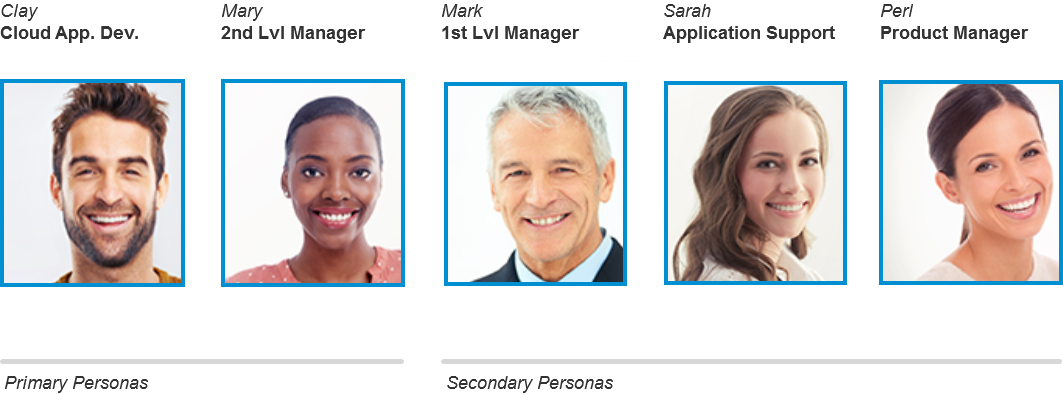 Clay
Cloud App. Dev.
Mary
2nd Lvl Manager
Mark
1st Lvl Manager
Sarah
Application Support
Perl
Product Manager
Primary Personas
Secondary Personas